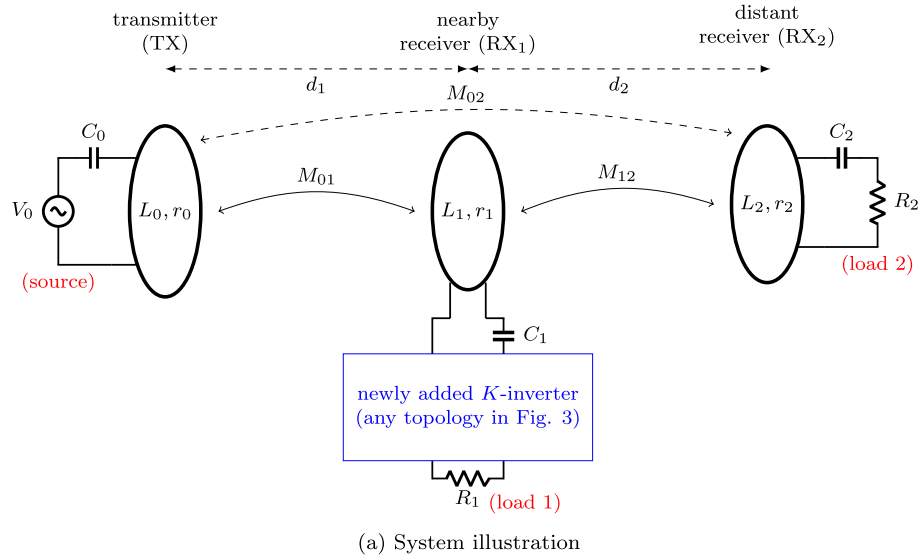 transmitter
(TX)
nearby
receiver (RX₁)
distant
receiver (RX₂)
d₁
d₂
M₀₂
C₀
V₀
L₀, r₀
(source)
M₀₁
L₁, r₁
M₁₂
L₂, r₂
C₂
R₂
(load 2)
C₁
newly added K-inverter
(any topology in Fig. 3)
R₁
(load 1)
(a) System illustration